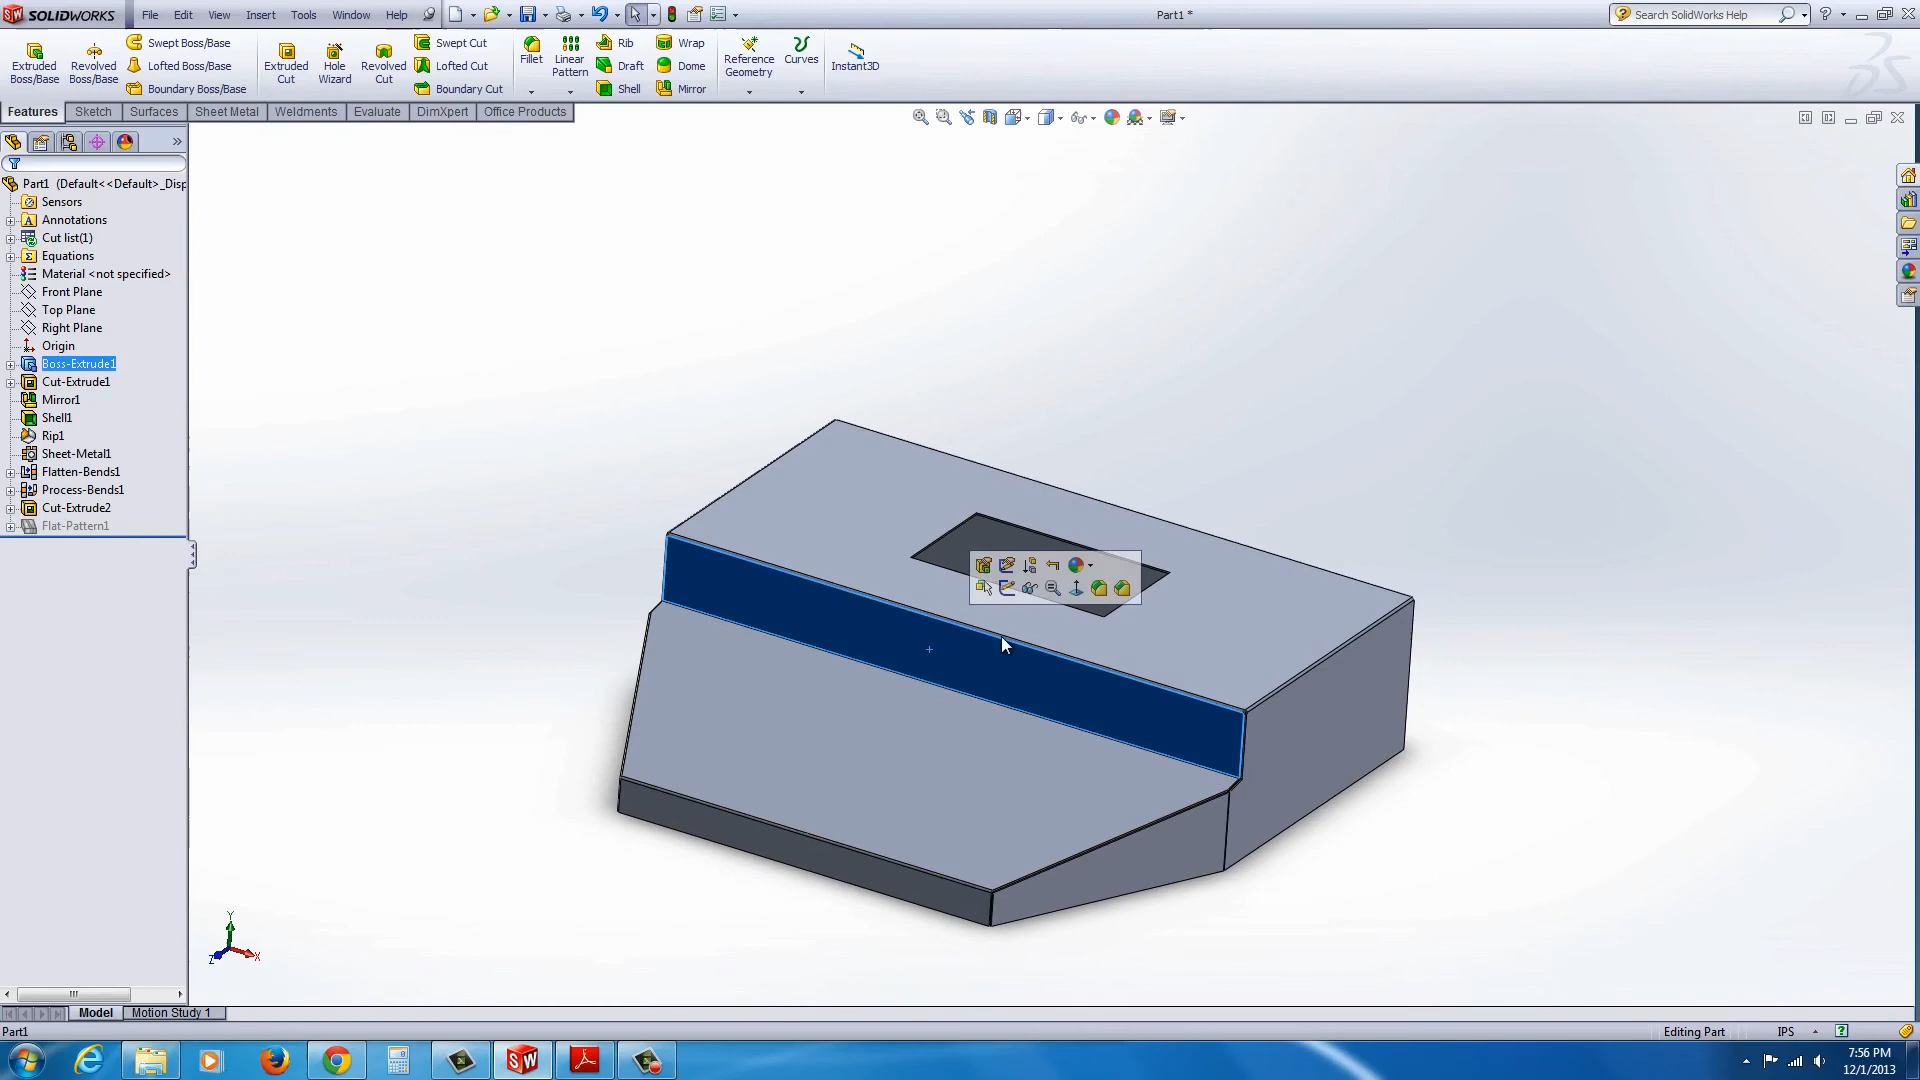 SOLIDWORKS File Edit View Insert Tools Window Help Part1 * Search SolidWorks Help
Extruded Boss/Base
Revolved Boss/Base
Swept Boss/Base
Lofted Boss/Base
Boundary Boss/Base
Extruded Cut
Hole Wizard
Revolved Cut
Swept Cut
Lofted Cut
Boundary Cut
Fillet
Linear Pattern
Rib
Draft
Shell
Wrap
Dome
Mirror
Reference Geometry
Curves
Instant3D
Features Sketch Surfaces Sheet Metal Weldments Evaluate DimXpert Office Products
Part1 (Default<<Default>_Disp
Sensors
Annotations
Cut list(1)
Equations
Material <not specified>
Front Plane
Top Plane
Right Plane
Origin
Boss-Extrude1
Cut-Extrude1
Mirror1
Shell1
Rip1
Sheet-Metal1
Flatten-Bends1
Process-Bends1
Cut-Extrude2
Flat-Pattern1
Y
Z X
Model Motion Study 1
Part1 Editing Part IPS
7:56 PM
12/1/2013